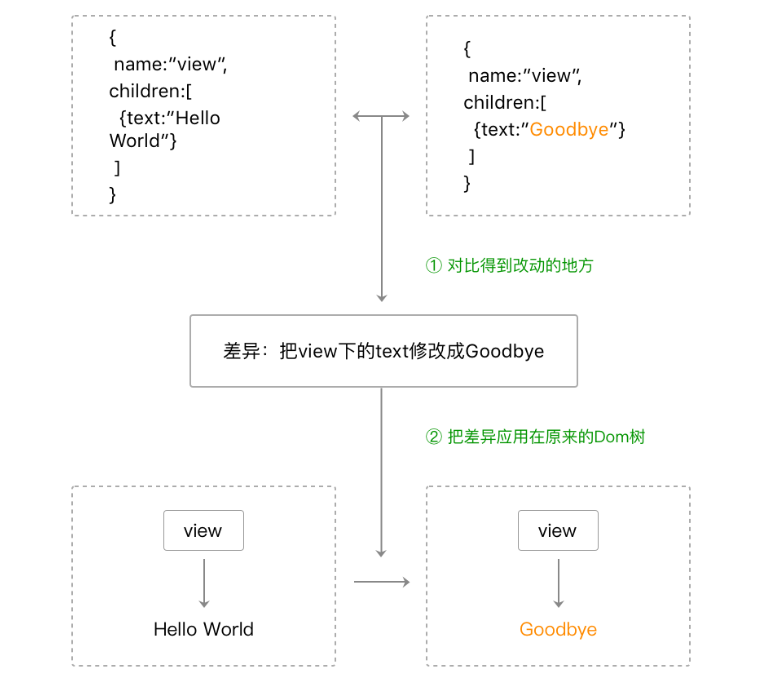 {
name:”view”,
children:[
{text:”Hello
World”}
]
}
{
name:”view”,
children:[
{text:”Goodbye“}
]
}
① 对比得到改动的地方
差异：把view下的text修改成Goodbye
② 把差异应用在原来的Dom树
view
Hello World
view
Goodbye